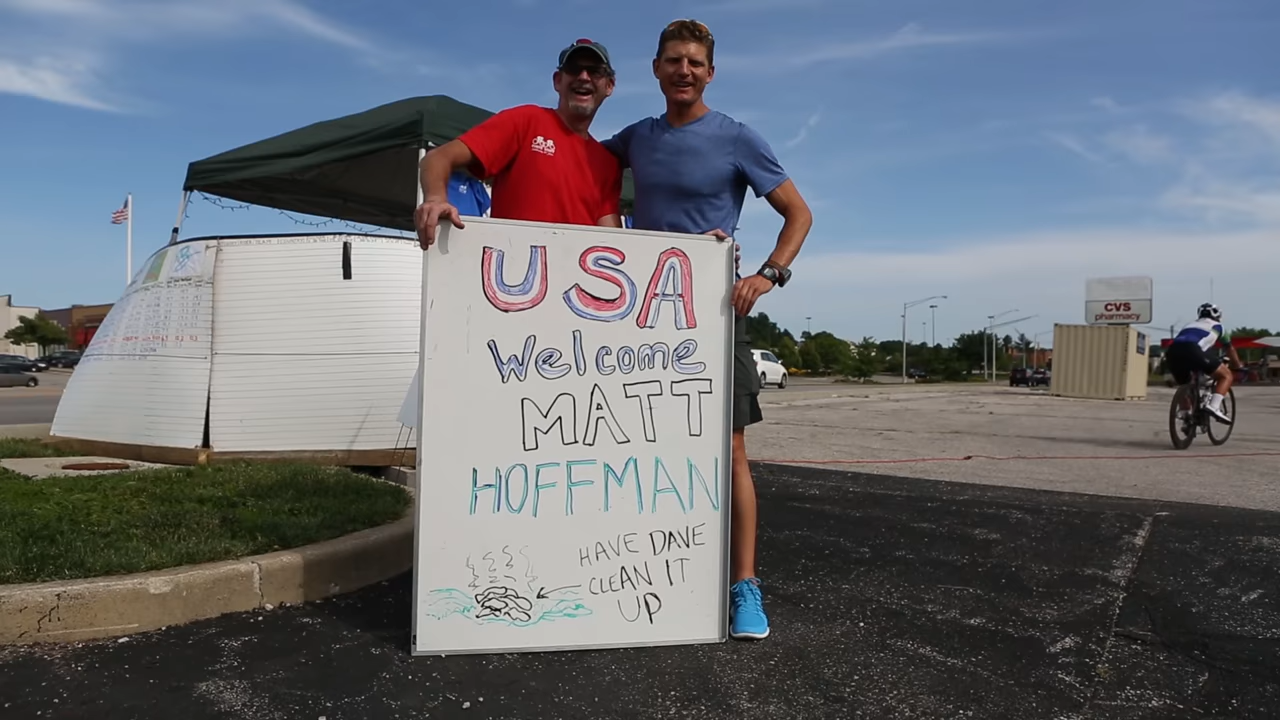 USA
Welcome
MATT
HOFFMAN
HAVE DAVE
CLEAN IT
UP
CVS
pharmacy